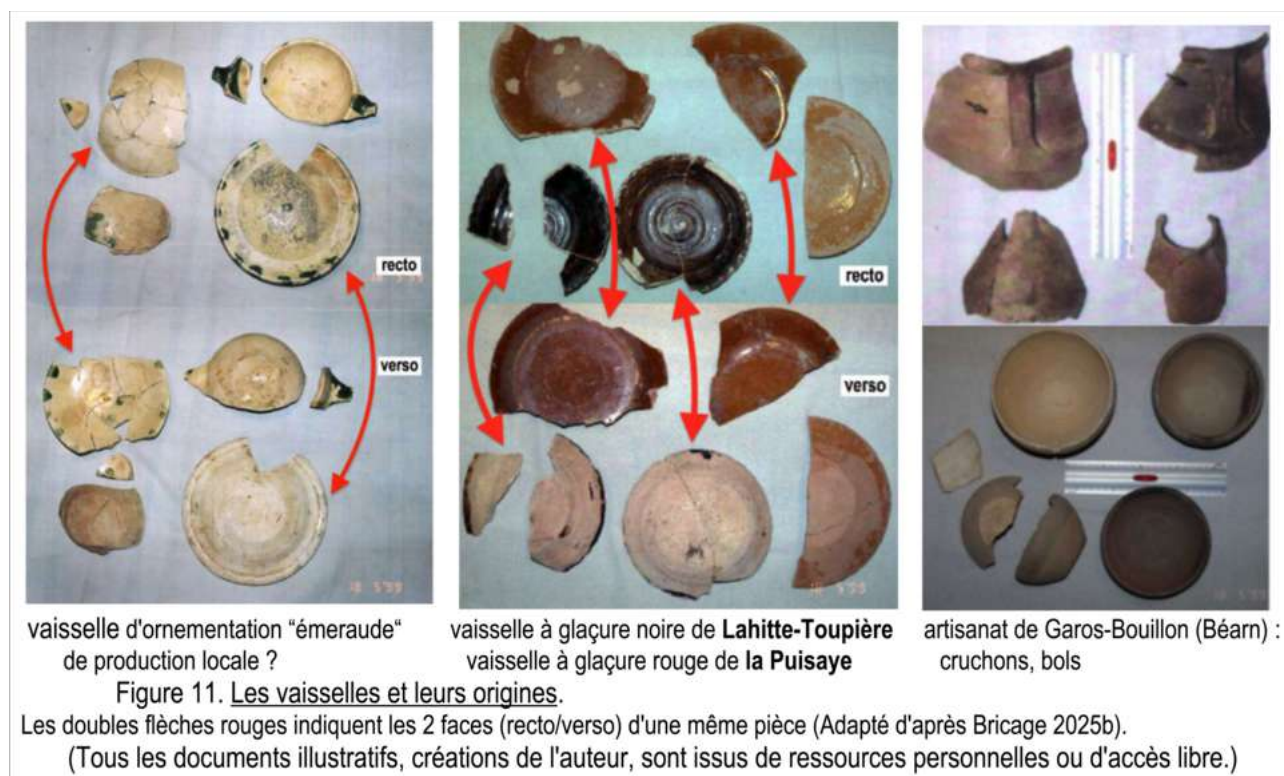 recto
verso
recto
verso
vaisselle d'ornementation “émeraude“
de production locale ?
vaisselle à glaçure noire de Lahitte-Toupière
vaisselle à glaçure rouge de la Puisaye
artisanat de Garos-Bouillon (Béarn) :
cruchons, bols
Figure 11. Les vaisselles et leurs origines.
Les doubles flèches rouges indiquent les 2 faces (recto/verso) d'une même pièce (Adapté d'après Bricage 2025b).
(Tous les documents illustratifs, créations de l'auteur, sont issus de ressources personnelles ou d'accès libre.)